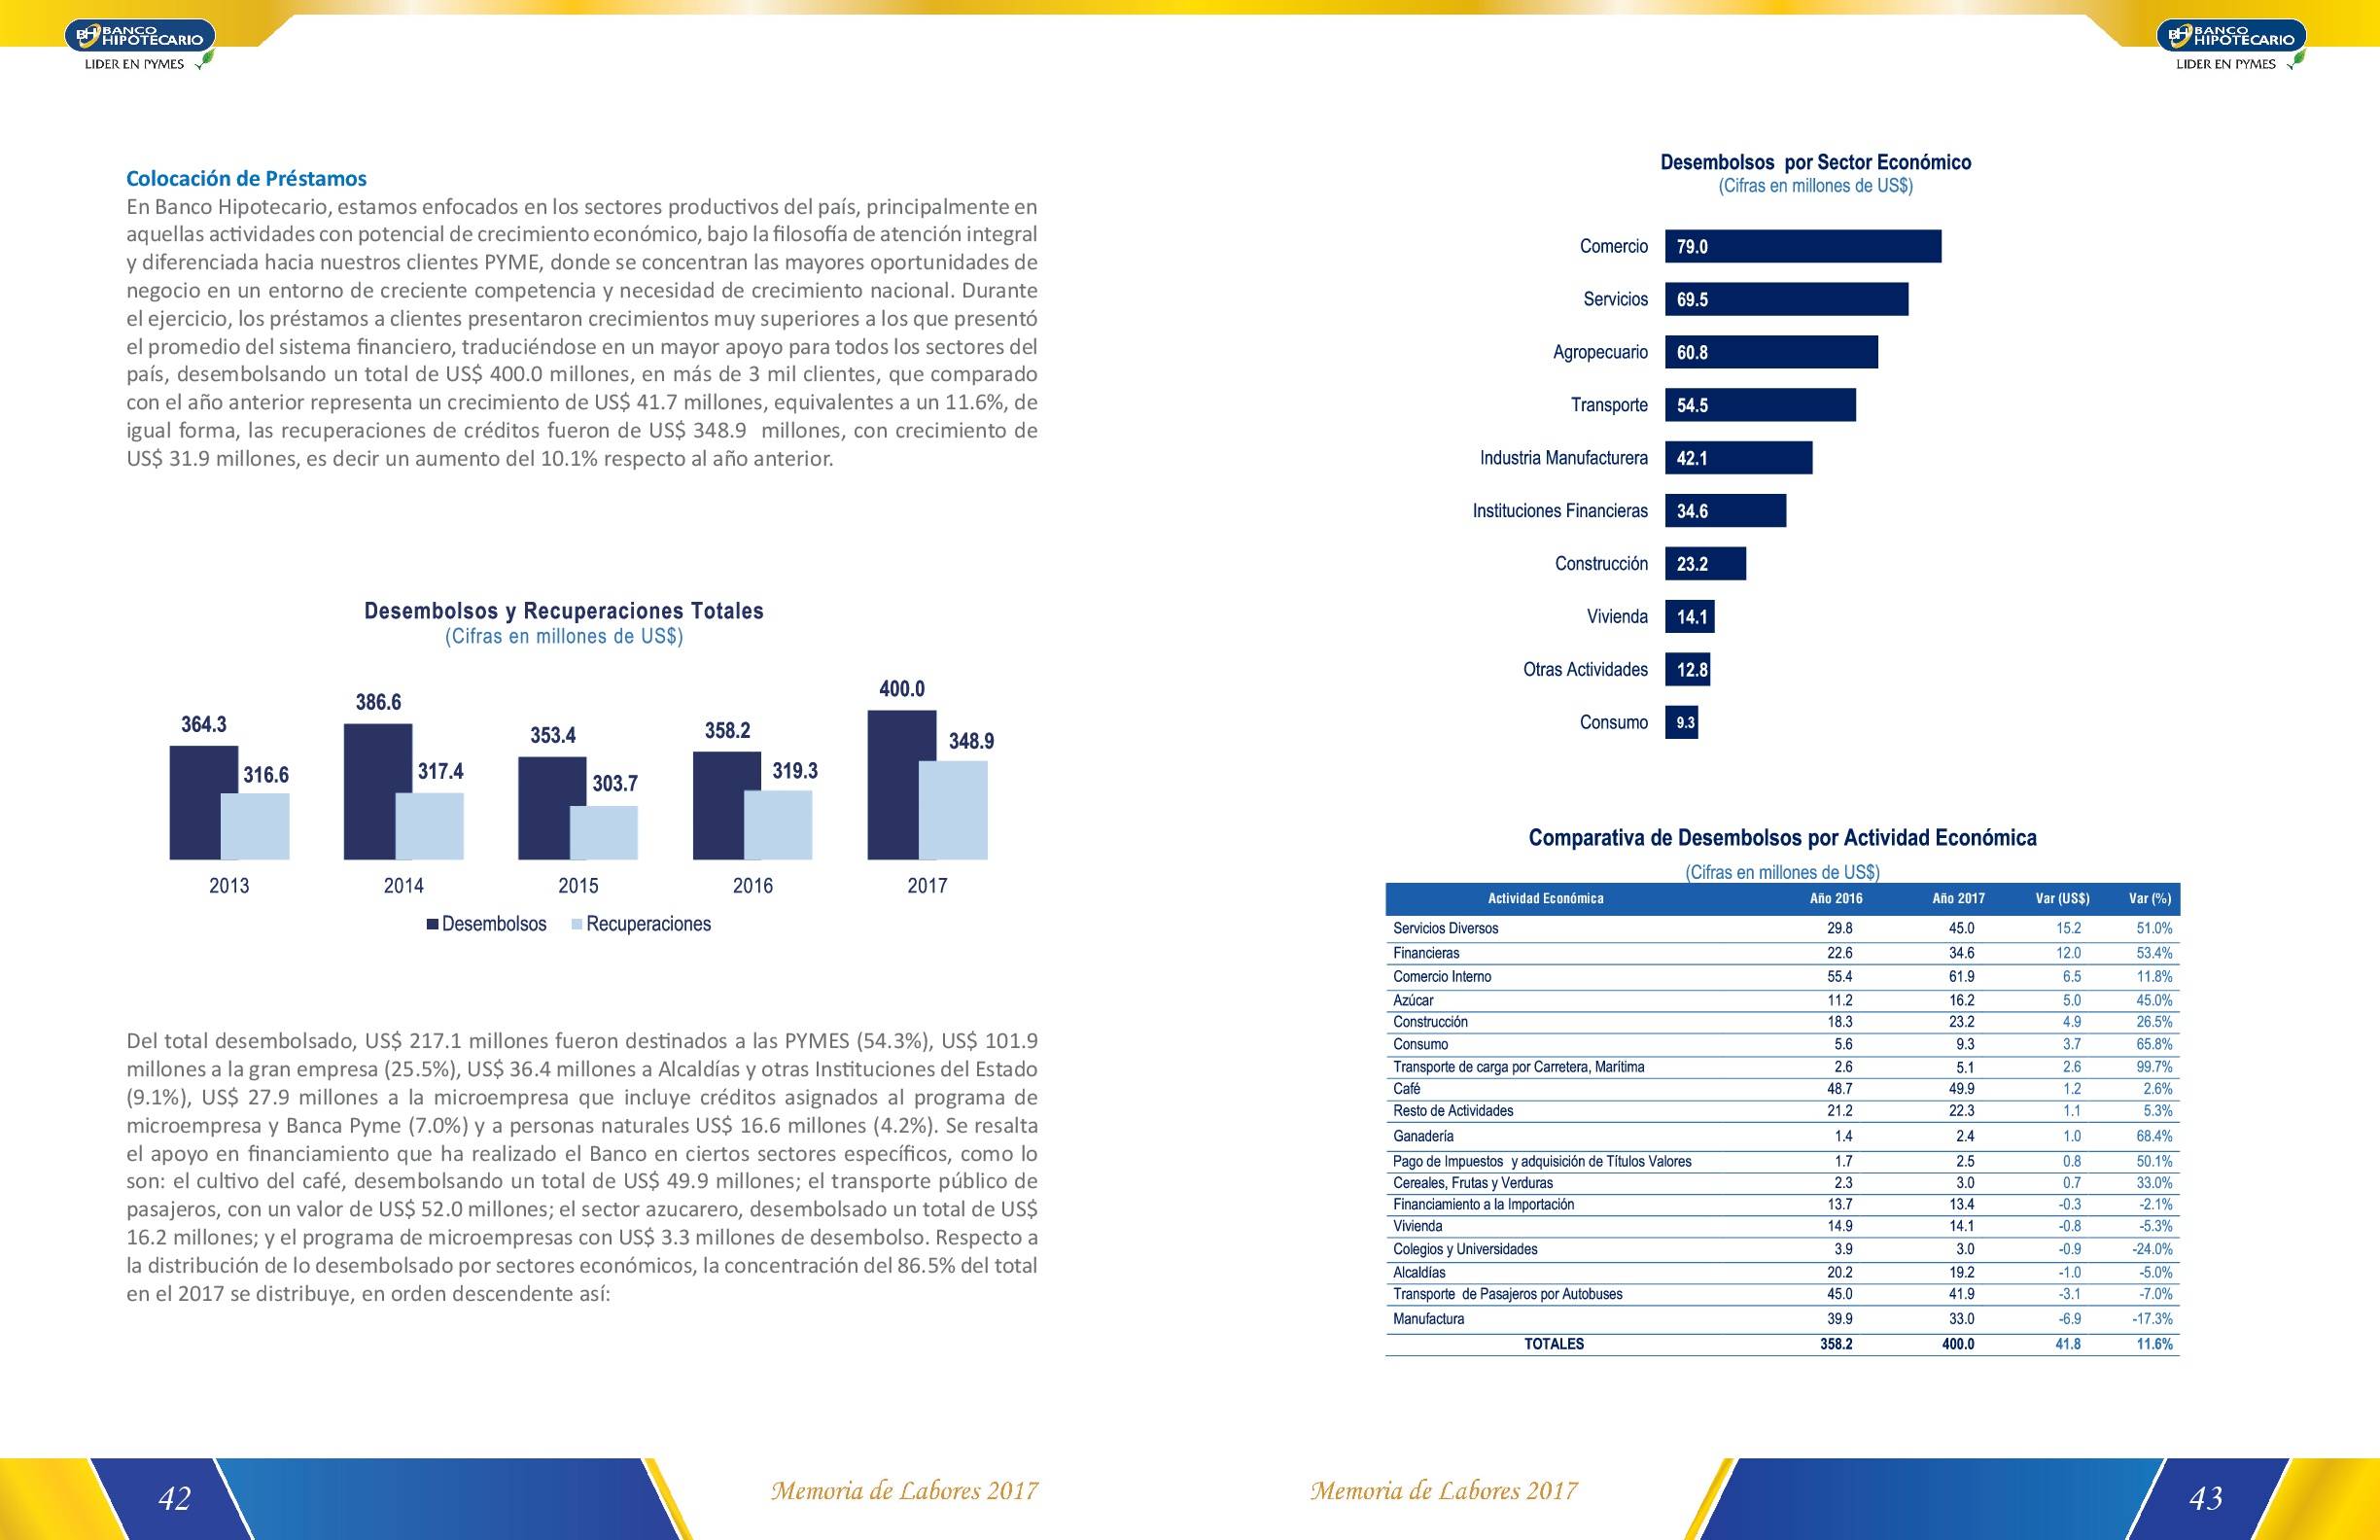 BH BANCO
HIPOTECARIO
LIDER EN PYMES
Colocación de Préstamos
En Banco Hipotecario, estamos enfocados en los sectores productivos del país, principalmente en
aquellas actividades con potencial de crecimiento económico, bajo la filosofía de atención integral
y diferenciada hacia nuestros clientes PYME, donde se concentran las mayores oportunidades de
negocio en un entorno de creciente competencia y necesidad de crecimiento nacional. Durante
el ejercicio, los préstamos a clientes presentaron crecimientos muy superiores a los que presentó
el promedio del sistema financiero, traduciéndose en un mayor apoyo para todos los sectores del
país, desembolsando un total de US$ 400.0 millones, en más de 3 mil clientes, que comparado
con el año anterior representa un crecimiento de US$ 41.7 millones, equivalentes a un 11.6%, de
igual forma, las recuperaciones de créditos fueron de US$ 348.9 millones, con crecimiento de
US$ 31.9 millones, es decir un aumento del 10.1% respecto al año anterior.
Desembolsos y Recuperaciones Totales
(Cifras en millones de US$)
364.3 316.6 386.6 317.4 353.4 303.7 358.2 319.3 400.0 348.9
2013 2014 2015 2016 2017
Desembolsos Recuperaciones
Del total desembolsado, US$ 217.1 millones fueron destinados a las PYMES (54.3%), US$ 101.9
millones a la gran empresa (25.5%), US$ 36.4 millones a Alcaldías y otras Instituciones del Estado
(9.1%), US$ 27.9 millones a la microempresa que incluye créditos asignados al programa de
microempresa y Banca Pyme (7.0%) y a personas naturales US$ 16.6 millones (4.2%). Se resalta
el apoyo en financiamiento que ha realizado el Banco en ciertos sectores específicos, como lo
son: el cultivo del café, desembolsando un total de US$ 49.9 millones; el transporte público de
pasajeros, con un valor de US$ 52.0 millones; el sector azucarero, desembolsado un total de US$
16.2 millones; y el programa de microempresas con US$ 3.3 millones de desembolso. Respecto a
la distribución de lo desembolsado por sectores económicos, la concentración del 86.5% del total
en el 2017 se distribuye, en orden descendente así:
42
Memoria de Labores 2017
BH BANCO
HIPOTECARIO
LIDER EN PYMES
Desembolsos por Sector Económico
(Cifras en millones de US$)
Comercio 79.0
Servicios 69.5
Agropecuario 60.8
Transporte 54.5
Industria Manufacturera 42.1
Instituciones Financieras 34.6
Construcción 23.2
Vivienda 14.1
Otras Actividades 12.8
Consumo 9.3
Comparativa de Desembolsos por Actividad Económica
(Cifras en millones de US$)
Actividad Económica Año 2016 Año 2017 Var (US$) Var (%)
Servicios Diversos 29.8 45.0 15.2 51.0%
Financieras 22.6 34.6 12.0 53.4%
Comercio Interno 55.4 61.9 6.5 11.8%
Azúcar 11.2 16.2 5.0 45.0%
Construcción 18.3 23.2 4.9 26.5%
Consumo 5.6 9.3 3.7 65.8%
Transporte de carga por Carretera, Marítima 2.6 5.1 2.6 99.7%
Café 48.7 49.9 1.2 2.6%
Resto de Actividades 21.2 22.3 1.1 5.3%
Ganadería 1.4 2.4 1.0 68.4%
Pago de Impuestos y adquisición de Títulos Valores 1.7 2.5 0.8 50.1%
Cereales, Frutas y Verduras 2.3 3.0 0.7 33.0%
Financiamiento a la Importación 13.7 13.4 -0.3 -2.1%
Vivienda 14.9 14.1 -0.8 -5.3%
Colegios y Universidades 3.9 3.0 -0.9 -24.0%
Alcaldías 20.2 19.2 -1.0 -5.0%
Transporte de Pasajeros por Autobuses 45.0 41.9 -3.1 -7.0%
Manufactura 39.9 33.0 -6.9 -17.3%
TOTALES 358.2 400.0 41.8 11.6%
Memoria de Labores 2017
43